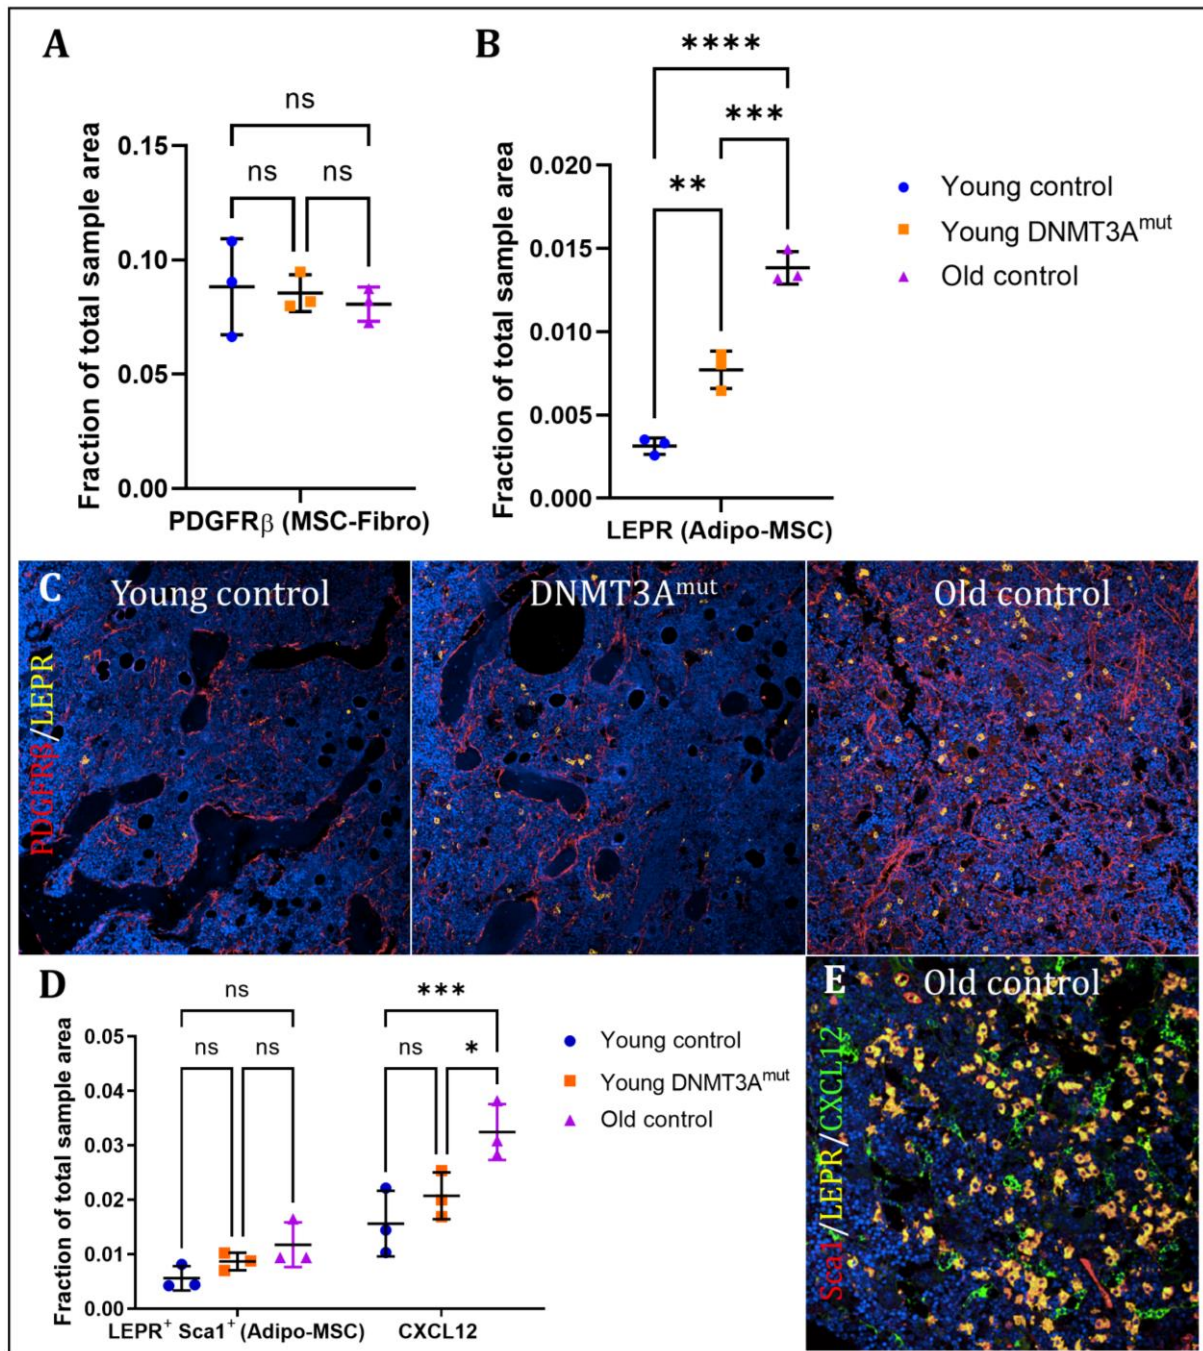 A
ns
ns
ns
0.15
0.10
0.05
0.00
Fraction of total sample area
PDGFRβ (MSC-Fibro)
B
****
***
**
0.020
0.015
0.010
0.005
0.000
Fraction of total sample area
LEPR (Adipo-MSC)
Young control
Young DNMT3A^mut
Old control
C
Young control
DNMT3A^mut
Old control
PDGFRβ/LEPR
D
ns
ns
ns
***
ns
*
0.05
0.04
0.03
0.02
0.01
0.00
Fraction of total sample area
LEPR⁺ Sca1⁺ (Adipo-MSC)
CXCL12
Young control
Young DNMT3A^mut
Old control
E
Old control
Sca1/LEPR/CXCL12